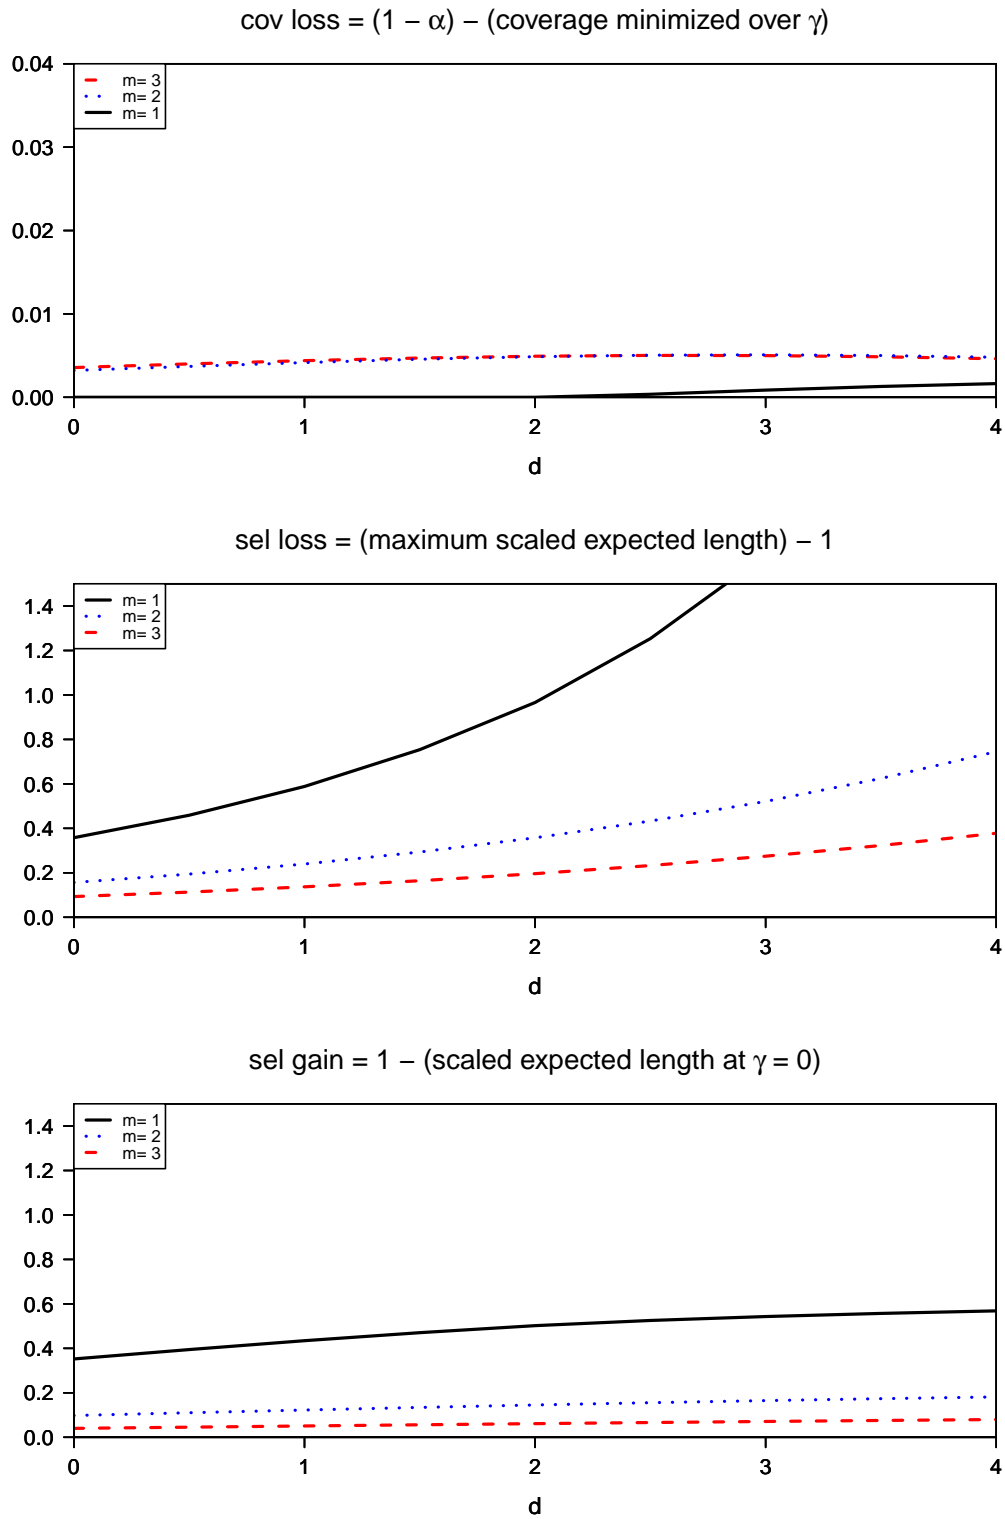 cov loss = (1 − α) − (coverage minimized over γ)
0.04
0.03
0.02
0.01
0.00
m= 3
m= 2
m= 1
0 1 2 3 4
d
sel loss = (maximum scaled expected length) − 1
1.4
1.2
1.0
0.8
0.6
0.4
0.2
0.0
m= 1
m= 2
m= 3
0 1 2 3 4
d
sel gain = 1 − (scaled expected length at γ = 0)
1.4
1.2
1.0
0.8
0.6
0.4
0.2
0.0
m= 1
m= 2
m= 3
0 1 2 3 4
d